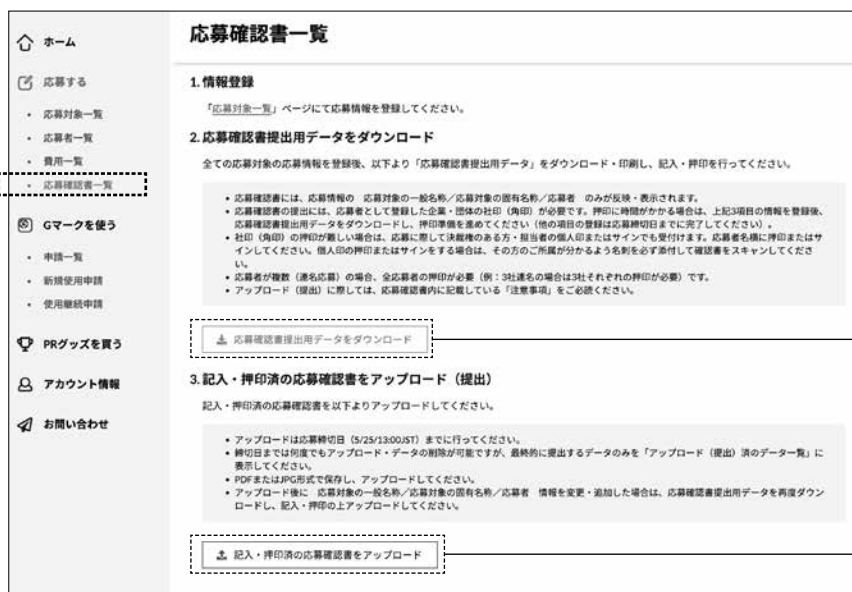 ホーム
応募する
・ 応募対象一覧
・ 応募者一覧
・ 費用一覧
・ 応募確認書一覧
Gマークを使う
・ 申請一覧
・ 新規使用申請
・ 使用継続申請
PRグッズを買う
アカウント情報
お問い合わせ
応募確認書一覧
1. 情報登録
「応募対象一覧」ページにて応募情報を登録してください。
2. 応募確認書提出用データをダウンロード
全ての応募対象の応募情報を登録後、以下より「応募確認書提出用データ」をダウンロード・印刷し、記入・押印を行ってください。
• 応募確認書には、応募情報の 応募対象の一般名称／応募対象の固有名称／応募者 のみが反映・表示されます。
• 応募確認書の提出には、応募者として登録した企業・団体の社印（角印）が必要です。押印に時間がかかる場合は、上記3項目の情報を登録後、
応募確認書提出用データをダウンロードし、押印準備を進めてください（他の項目の登録は応募締切日までに完了してください）。
• 社印（角印）の押印が難しい場合は、応募に際して決裁権のある方・担当者の個人印またはサインでも受付けます。応募者名横に押印またはサ
インしてください。個人印の押印またはサインをする場合は、その方のご所属が分かるよう名刺を必ず添付して確認書をスキャンしてくださ
い。
• 応募者が複数（連名応募）の場合、全応募者の押印が必要（例：3社連名の場合は3社それぞれの押印が必要）です。
• アップロード（提出）に際しては、応募確認書内に記載している「注意事項」をご必読ください。
応募確認書提出用データをダウンロード
3. 記入・押印済の応募確認書をアップロード（提出）
記入・押印済の応募確認書を以下よりアップロードしてください。
• アップロードは応募締切日（5/25/13:00JST）までに行ってください。
• 締切日までは何度でもアップロード・データの削除が可能ですが、最終的に提出するデータのみを「アップロード（提出）済のデータ一覧」に
表示してください。
• PDFまたはJPG形式で保存し、アップロードしてください。
• アップロード後に 応募対象の一般名称／応募対象の固有名称／応募者 情報を変更・追加した場合は、応募確認書提出用データを再度ダウン
ロードし、記入・押印の上アップロードしてください。
記入・押印済の応募確認書をアップロード